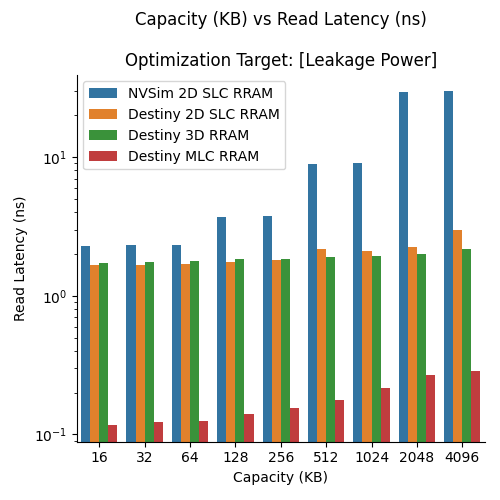 Capacity (KB) vs Read Latency (ns)
Optimization Target: [Leakage Power]
NVSim 2D SLC RRAM
Destiny 2D SLC RRAM
Destiny 3D RRAM
Destiny MLC RRAM
Read Latency (ns)
10^1
10^0
10^−1
16 32 64 128 256 512 1024 2048 4096
Capacity (KB)